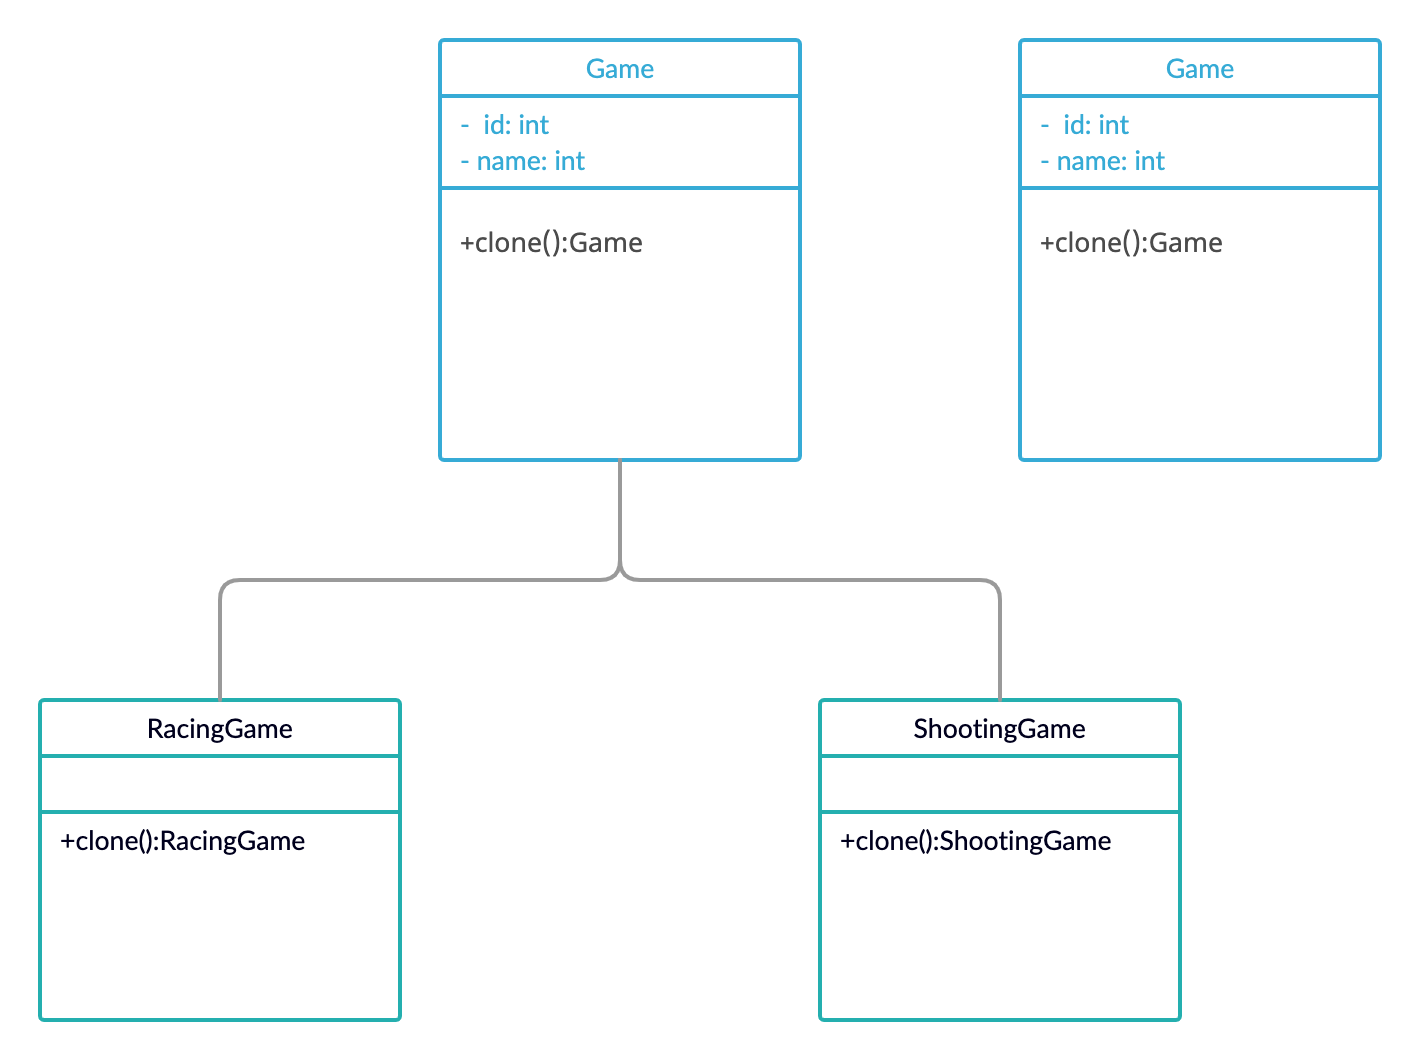 Game
- id: int
- name: int
+clone():Game
Game
- id: int
- name: int
+clone():Game
RacingGame
+clone():RacingGame
ShootingGame
+clone():ShootingGame